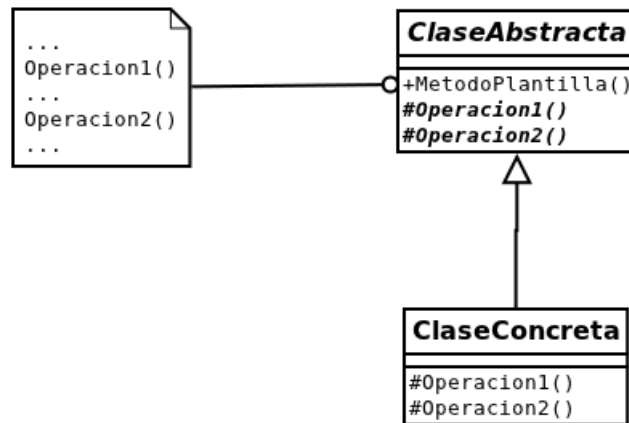 ...
Operacion1()
...
Operacion2()
...
ClaseAbstracta
+MetodoPlantilla()
#Operacion1()
#Operacion2()
ClaseConcreta
#Operacion1()
#Operacion2()